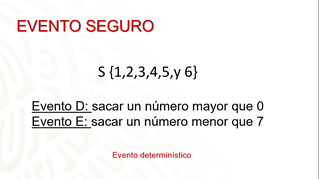 EVENTO SEGURO
S {1,2,3,4,5,y 6}
Evento D: sacar un número mayor que 0
Evento E: sacar un número menor que 7
Evento determinístico